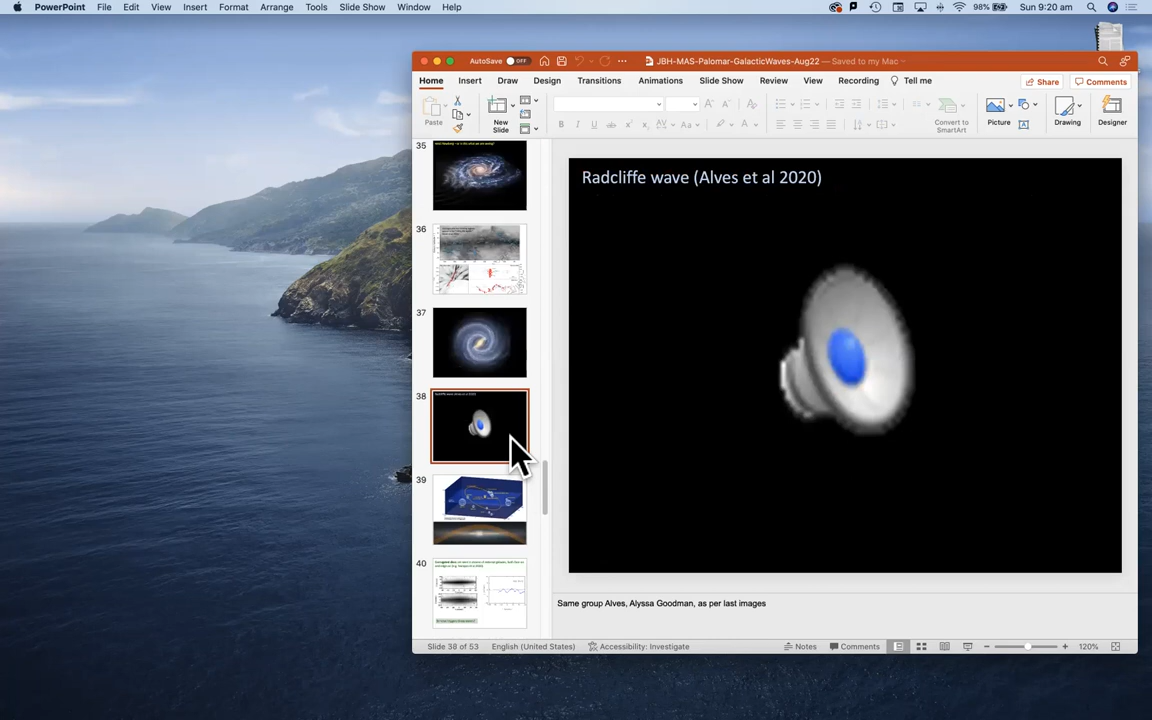 PowerPoint File Edit View Insert Format Arrange Tools Slide Show Window Help 98% Sun 9:20 am
AutoSave OFF JBH-MAS-Palomar-GalacticWaves-Aug22 — Saved to my Mac
Home Insert Draw Design Transitions Animations Slide Show Review View Recording Tell me Share Comments
Paste New Slide Convert to SmartArt Picture Drawing Designer
35
36
37
38
39
40
Radcliffe wave (Alves et al 2020)
Same group Alves, Alyssa Goodman, as per last images
Slide 38 of 53 English (United States) Accessibility: Investigate Notes Comments 120%